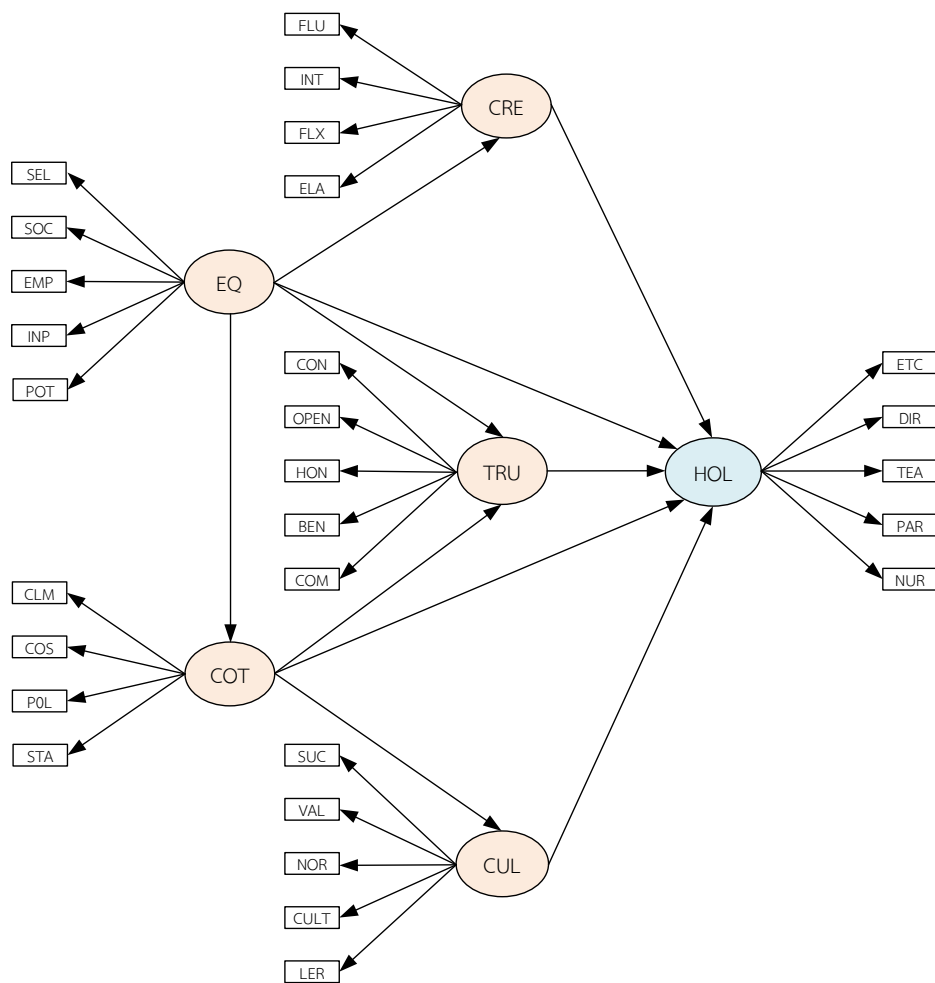 FLU
INT
CRE
FLX
SEL
ELA
SOC
EMP
EQ
INP
CON
ETC
POT
OPEN
DIR
HON
TRU
HOL
TEA
BEN
PAR
COM
NUR
CLM
COS
COT
P0L
STA
SUC
VAL
NOR
CUL
CULT
LER